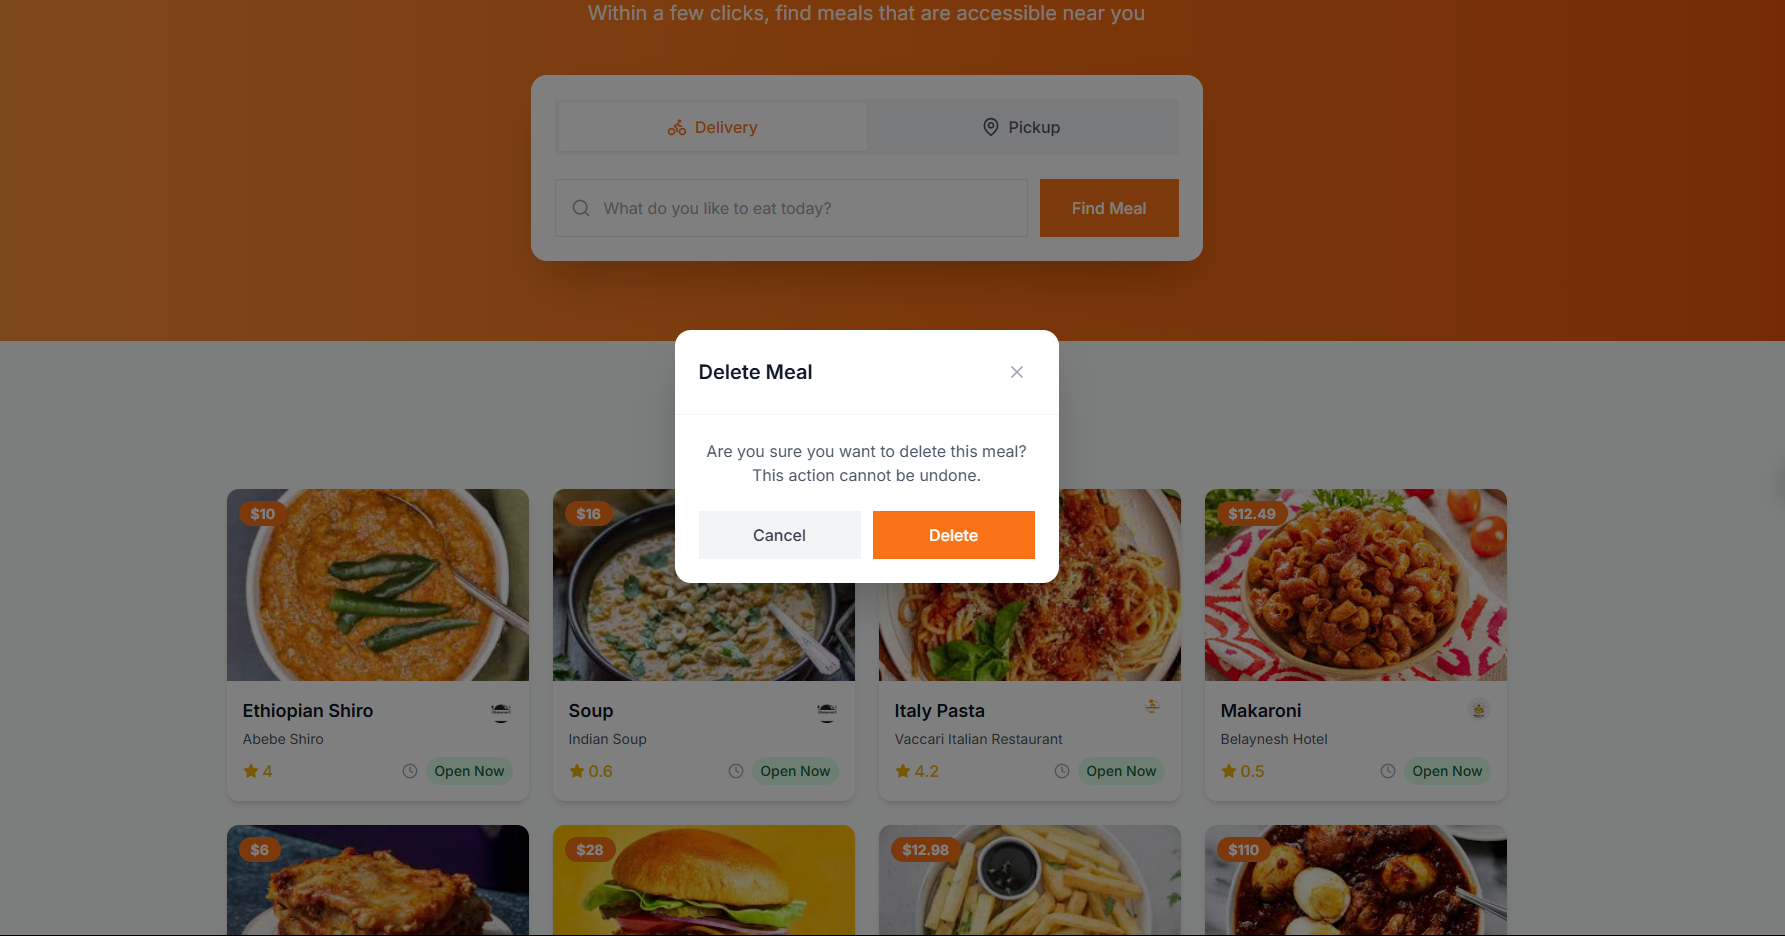 Within a few clicks, find meals that are accessible near you
Delivery
Pickup
What do you like to eat today?
Find Meal
Delete Meal
Are you sure you want to delete this meal?
This action cannot be undone.
Cancel
Delete
$10
$16
$12.49
Ethiopian Shiro
Abebe Shiro
4
Open Now
Soup
Indian Soup
0.6
Open Now
Italy Pasta
Vaccari Italian Restaurant
4.2
Open Now
Makaroni
Belaynesh Hotel
0.5
Open Now
$6
$28
$12.98
$110